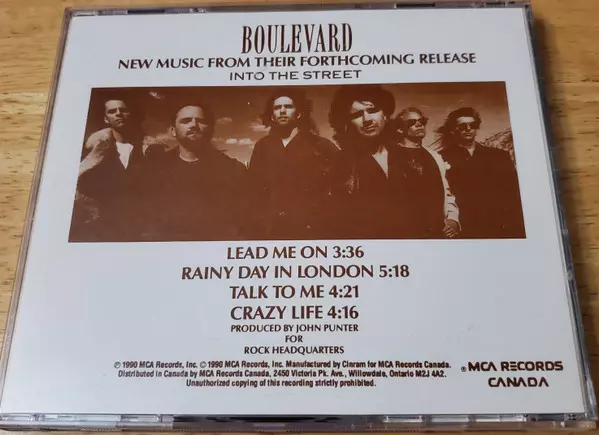 BOULEVARD
NEW MUSIC FROM THEIR FORTHCOMING RELEASE
INTO THE STREET
LEAD ME ON 3:36
RAINY DAY IN LONDON 5:18
TALK TO ME 4:21
CRAZY LIFE 4:16
PRODUCED BY JOHN PUNTER
FOR
ROCK HEADQUARTERS
℗ 1990 MCA Records, Inc. © 1990 MCA Records, Inc. Manufactured by Cinram for MCA Records Canada.
Distributed in Canada by MCA Records Canada, 2450 Victoria Pk. Ave., Willowdale, Ontario M2J 4A2.
Unauthorized copying of this recording strictly prohibited.
®MCA RECORDS
CANADA